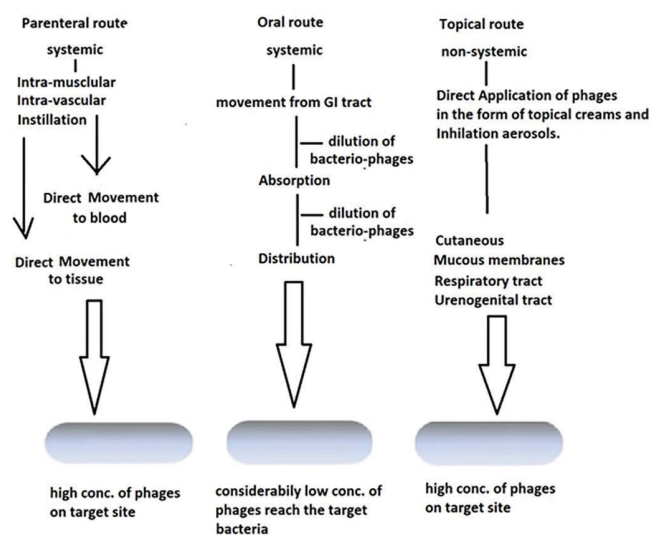 Parenteral route
systemic
Intra-musclular
Intra-vascular
Instillation
Direct Movement
to blood
Direct Movement
to tissue
high conc. of phages
on target site
Oral route
systemic
movement from GI tract
dilution of
bacterio-phages
Absorption
dilution of
bacterio-phages
Distribution
considerabily low conc. of
phages reach the target
bacteria
Topical route
non-systemic
Direct Application of phages
in the form of topical creams and
Inhilation aerosols.
Cutaneous
Mucous membranes
Respiratory tract
Urenogenital tract
high conc. of phages
on target site